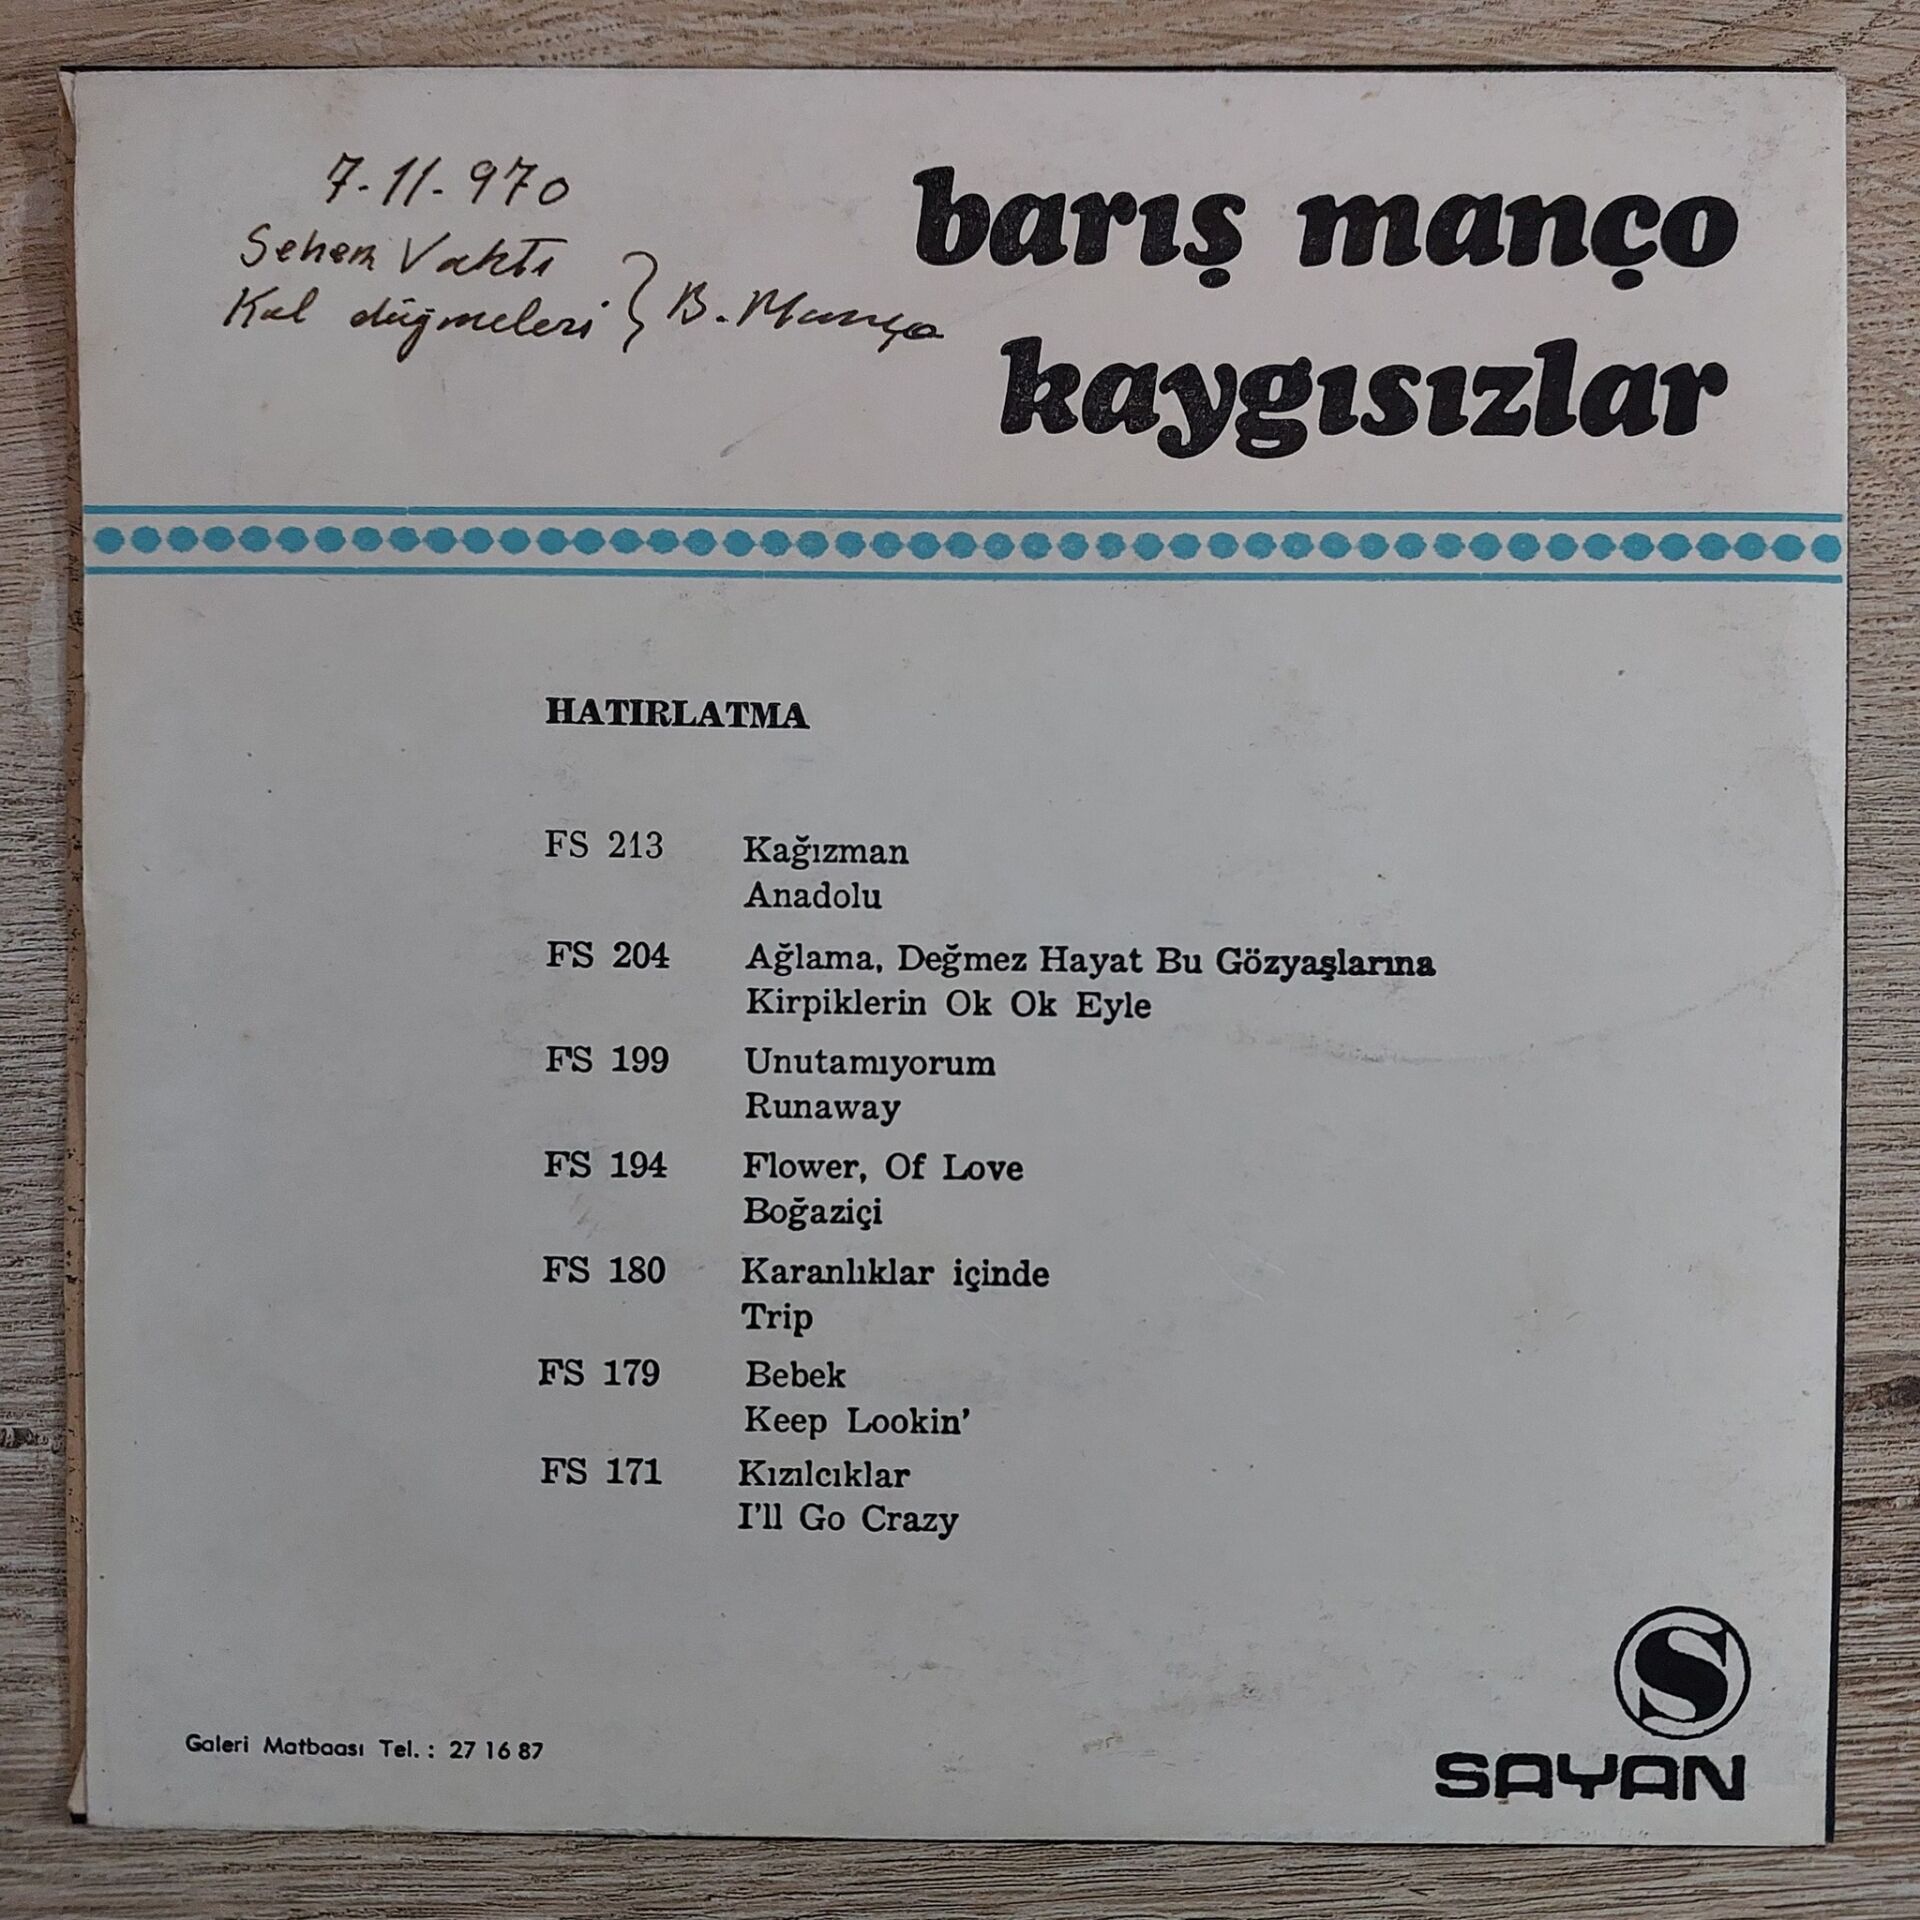 7-11-970
Seher Vakti
Kol düğmeleri } B. Manço
barış manço
kaygısızlar
HATIRLATMA
FS 213 Kağızman
Anadolu
FS 204 Ağlama, Değmez Hayat Bu Gözyaşlarına
Kirpiklerin Ok Ok Eyle
FS 199 Unutamıyorum
Runaway
FS 194 Flower, Of Love
Boğaziçi
FS 180 Karanlıklar içinde
Trip
FS 179 Bebek
Keep Lookin'
FS 171 Kızılcıklar
I'll Go Crazy
S
SAYAN
Galeri Matbaası Tel. : 27 16 87